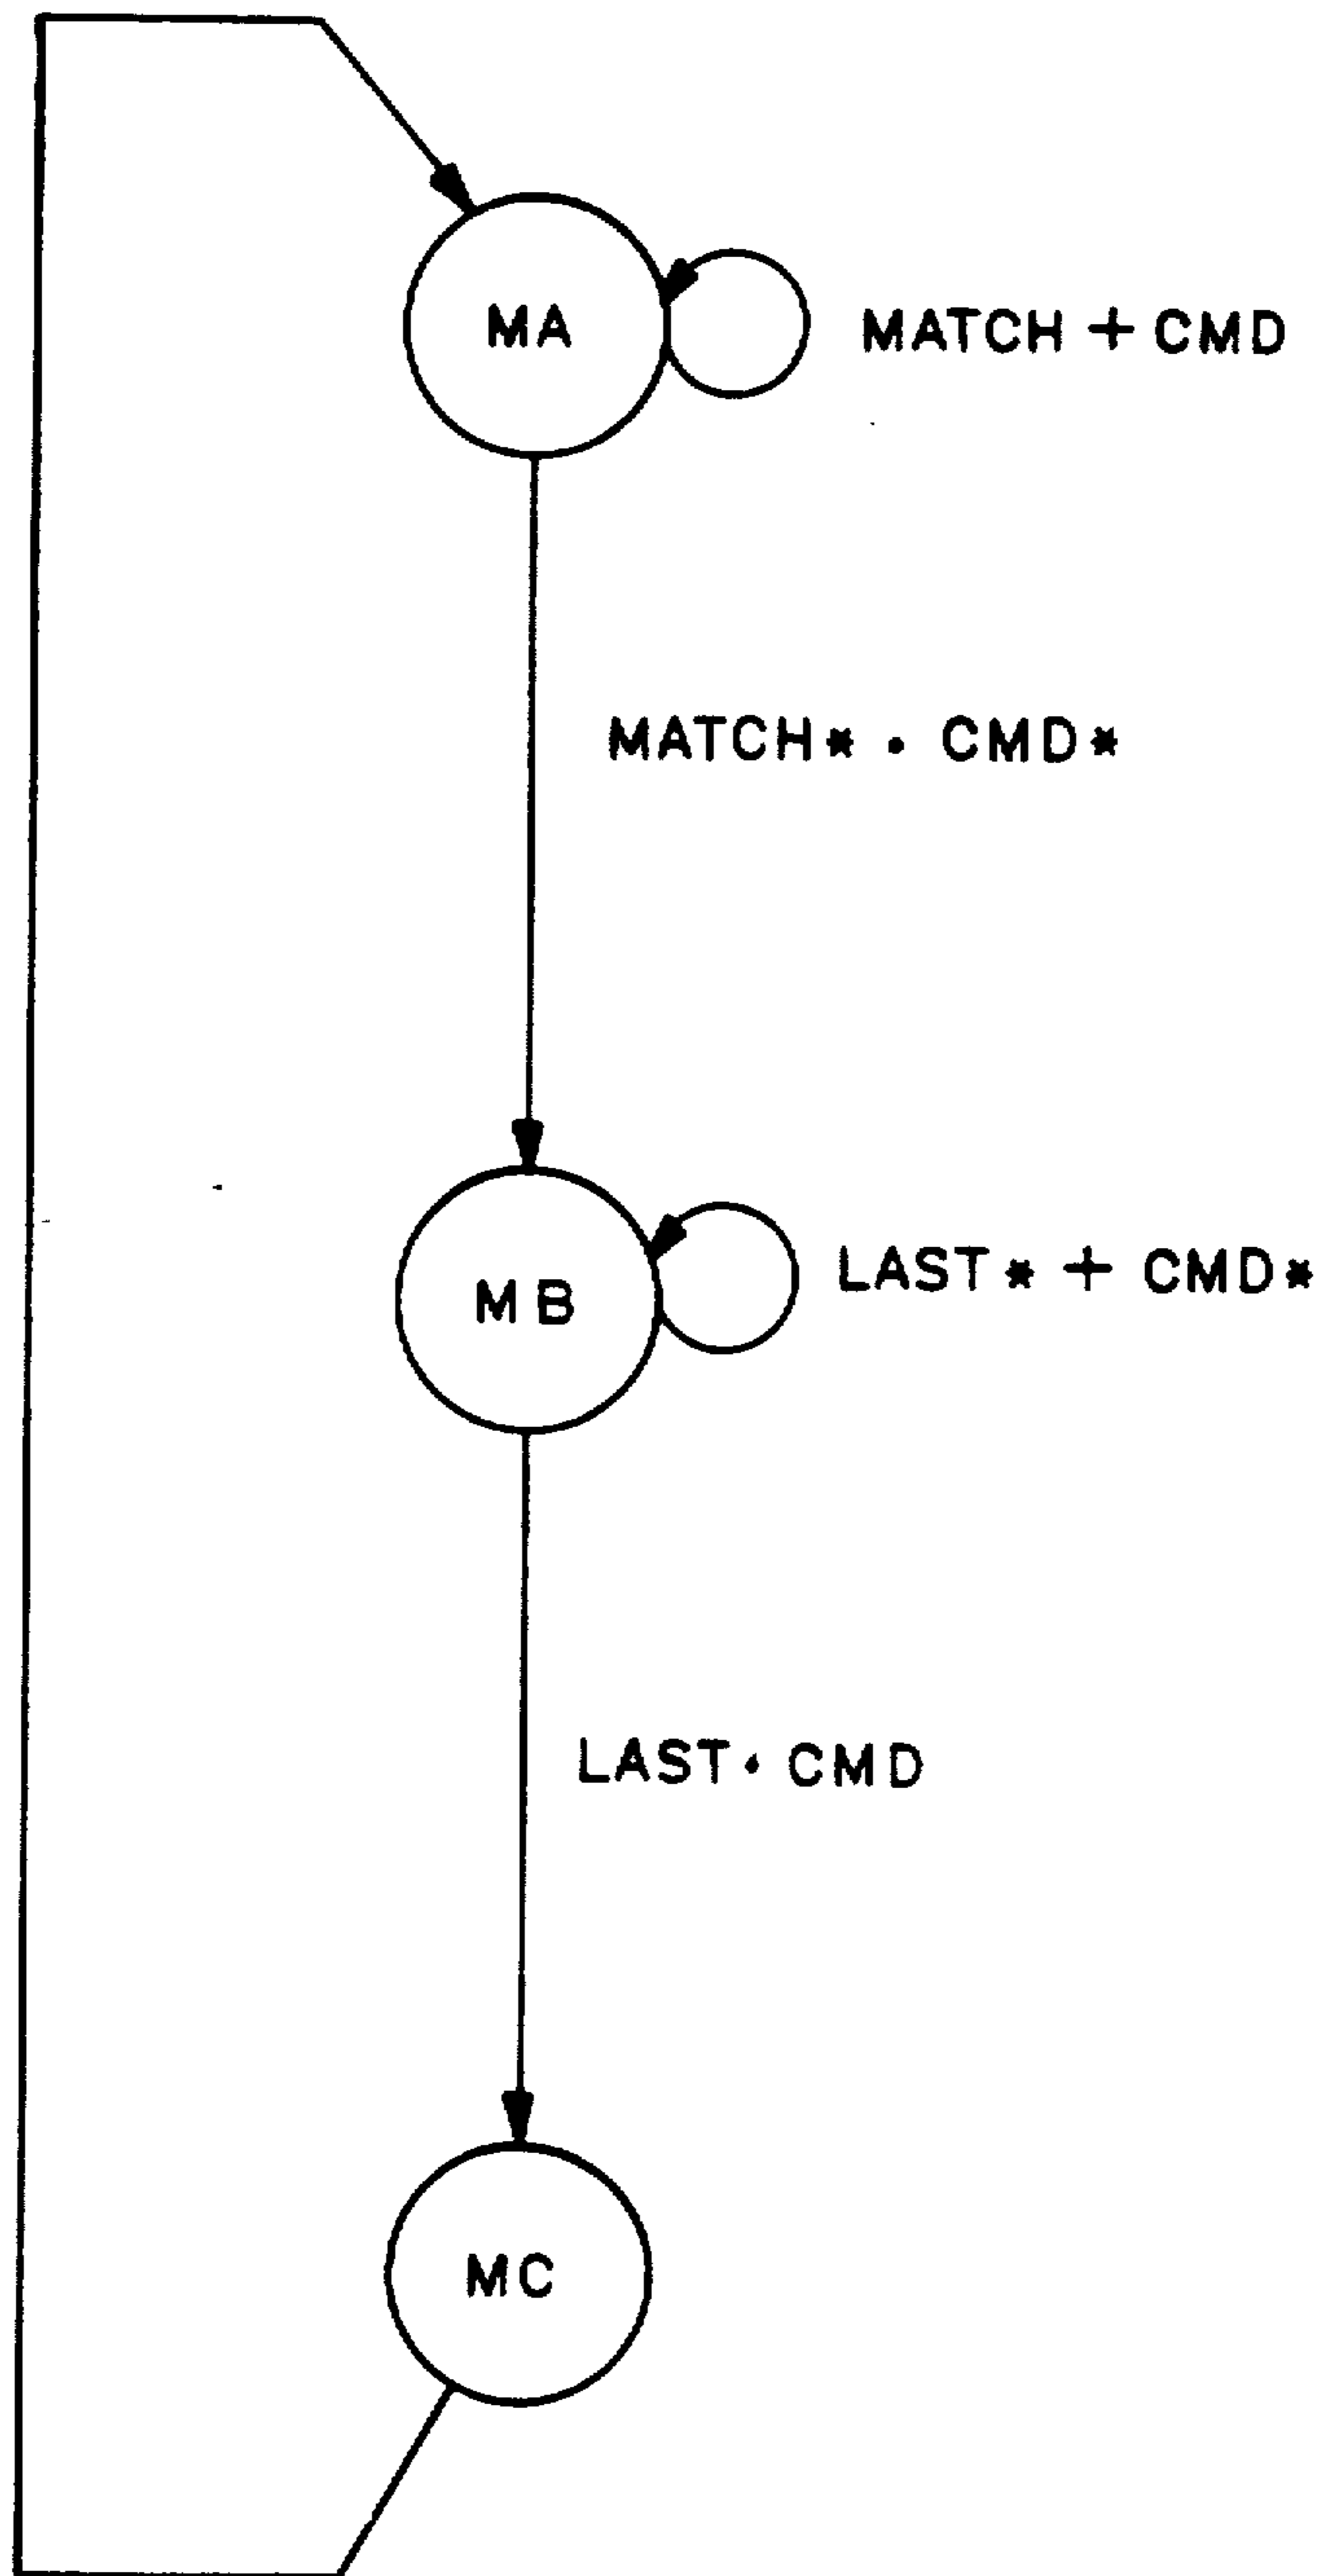 MA
MATCH + CMD
MATCH* · CMD*
MB
LAST* + CMD*
LAST · CMD
MC